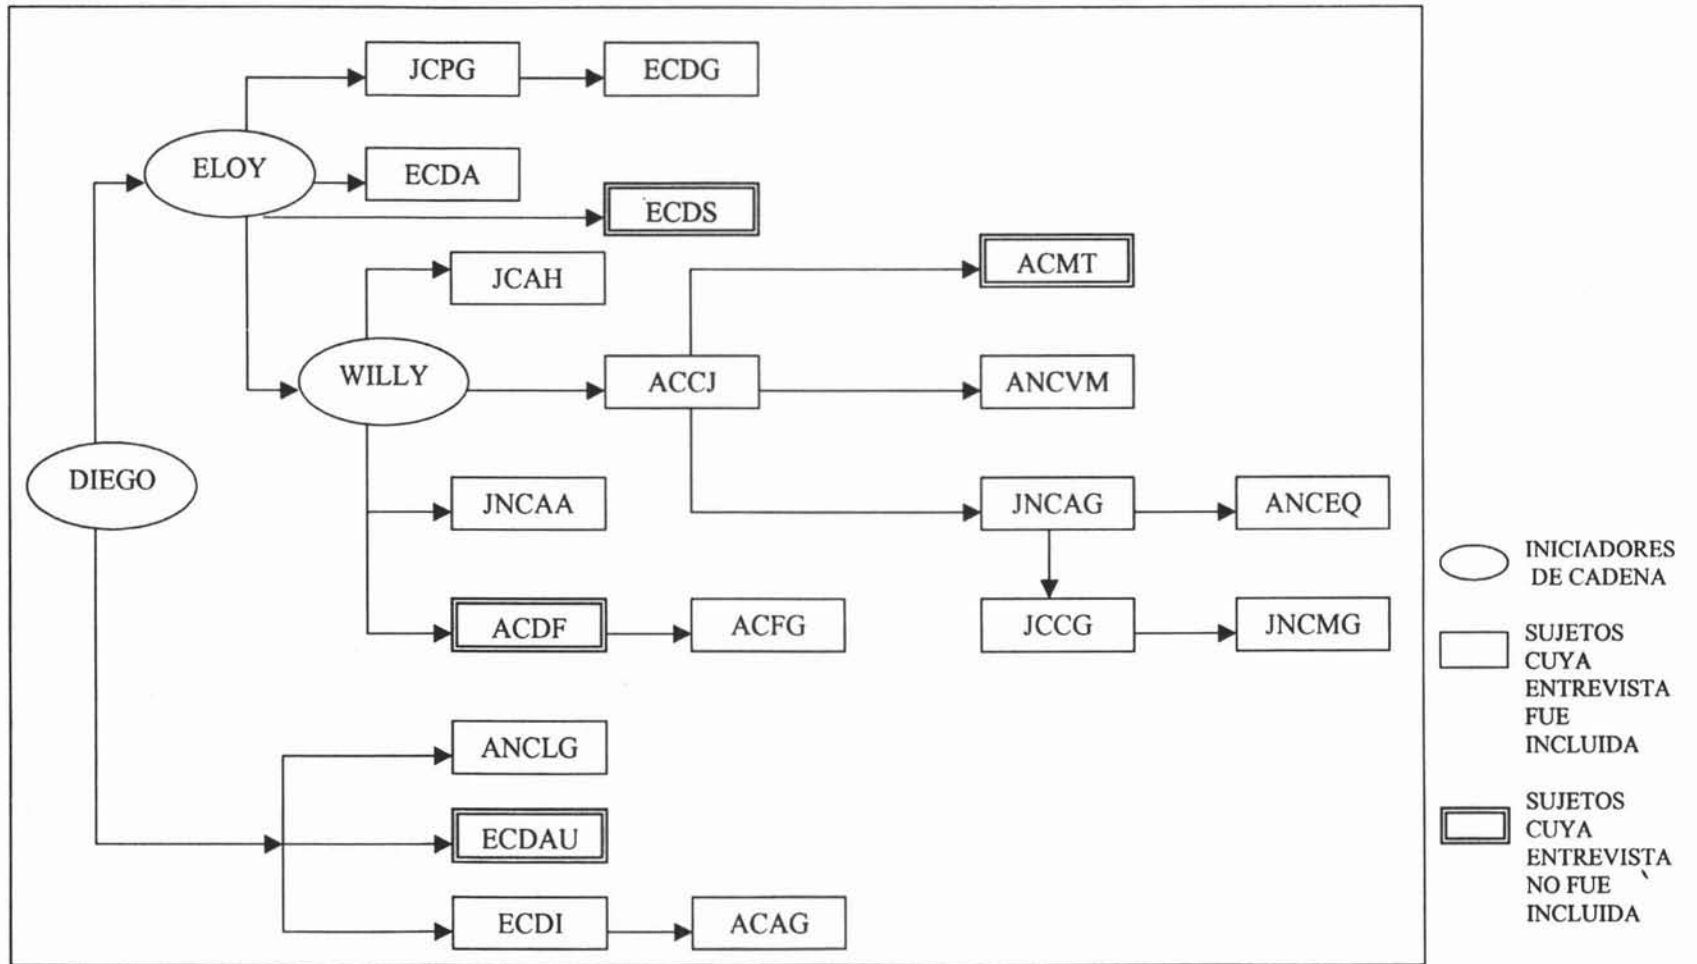 JCPG
ECDG
ELOY
ECDA
ECDS
JCAH
ACMT
WILLY
ACCJ
ANCVM
DIEGO
JNCAA
JNCAG
ANCEQ
ACDF
ACFG
JCCG
JNCMG
ANCLG
ECDAU
ECDI
ACAG
INICIADORES
DE CADENA
SUJETOS
CUYA
ENTREVISTA
FUE
INCLUIDA
SUJETOS
CUYA
ENTREVISTA
NO FUE
INCLUIDA